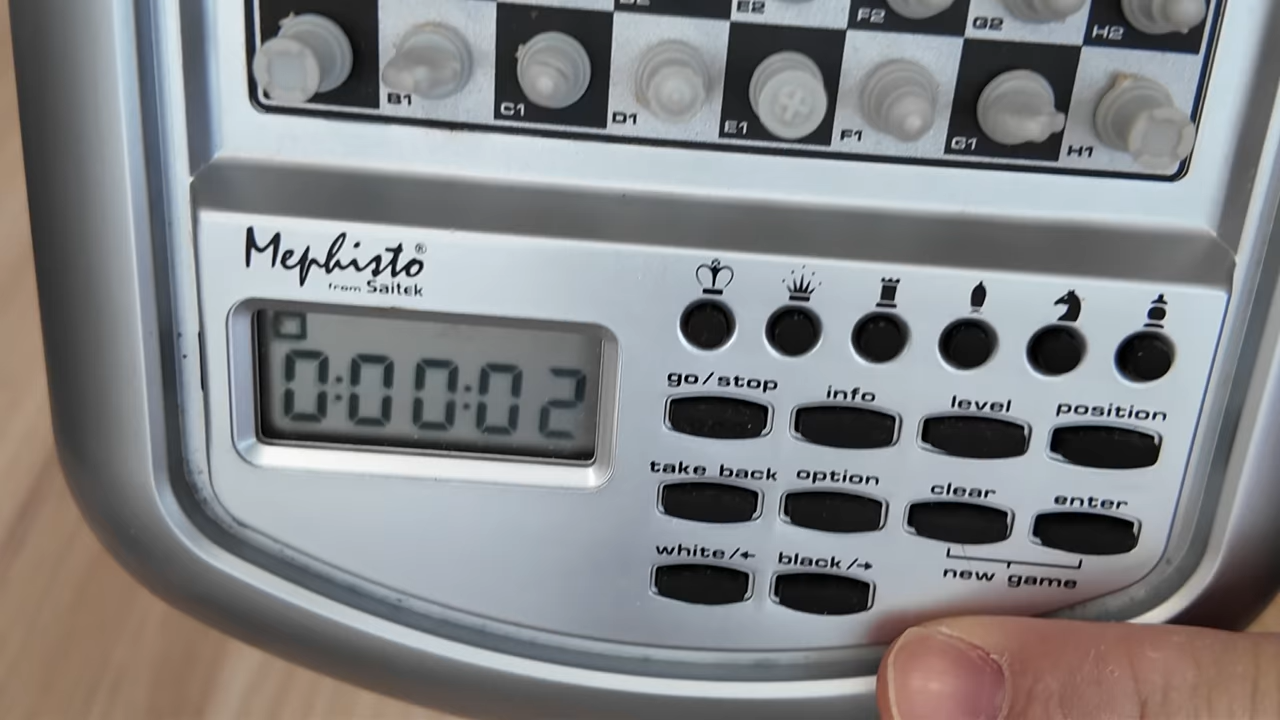 E2 F2 G2 H2
B1 C1 D1 E1 F1 G1 H1
Mephisto®
from Saitek
0:00:02
go/stop info level position
take back option clear enter
white/← black/→
new game